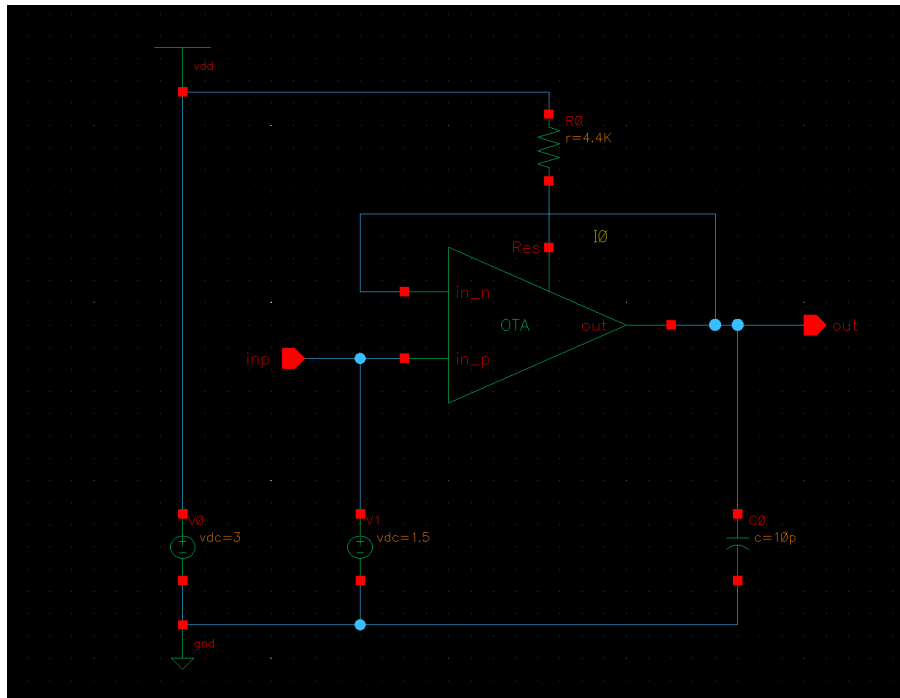 vdd
R0
r=4.4K
I0
Res
in_n
OTA
out
out
inp
in_p
V0
vdc=3
V1
vdc=1.5
C0
c=10p
gnd